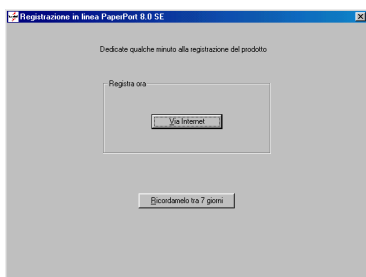 Registrazione in linea PaperPort 8.0 SE
Dedicate qualche minuto alla registrazione del prodotto
Registra ora
Via Internet
Ricordamelo tra 7 giorni